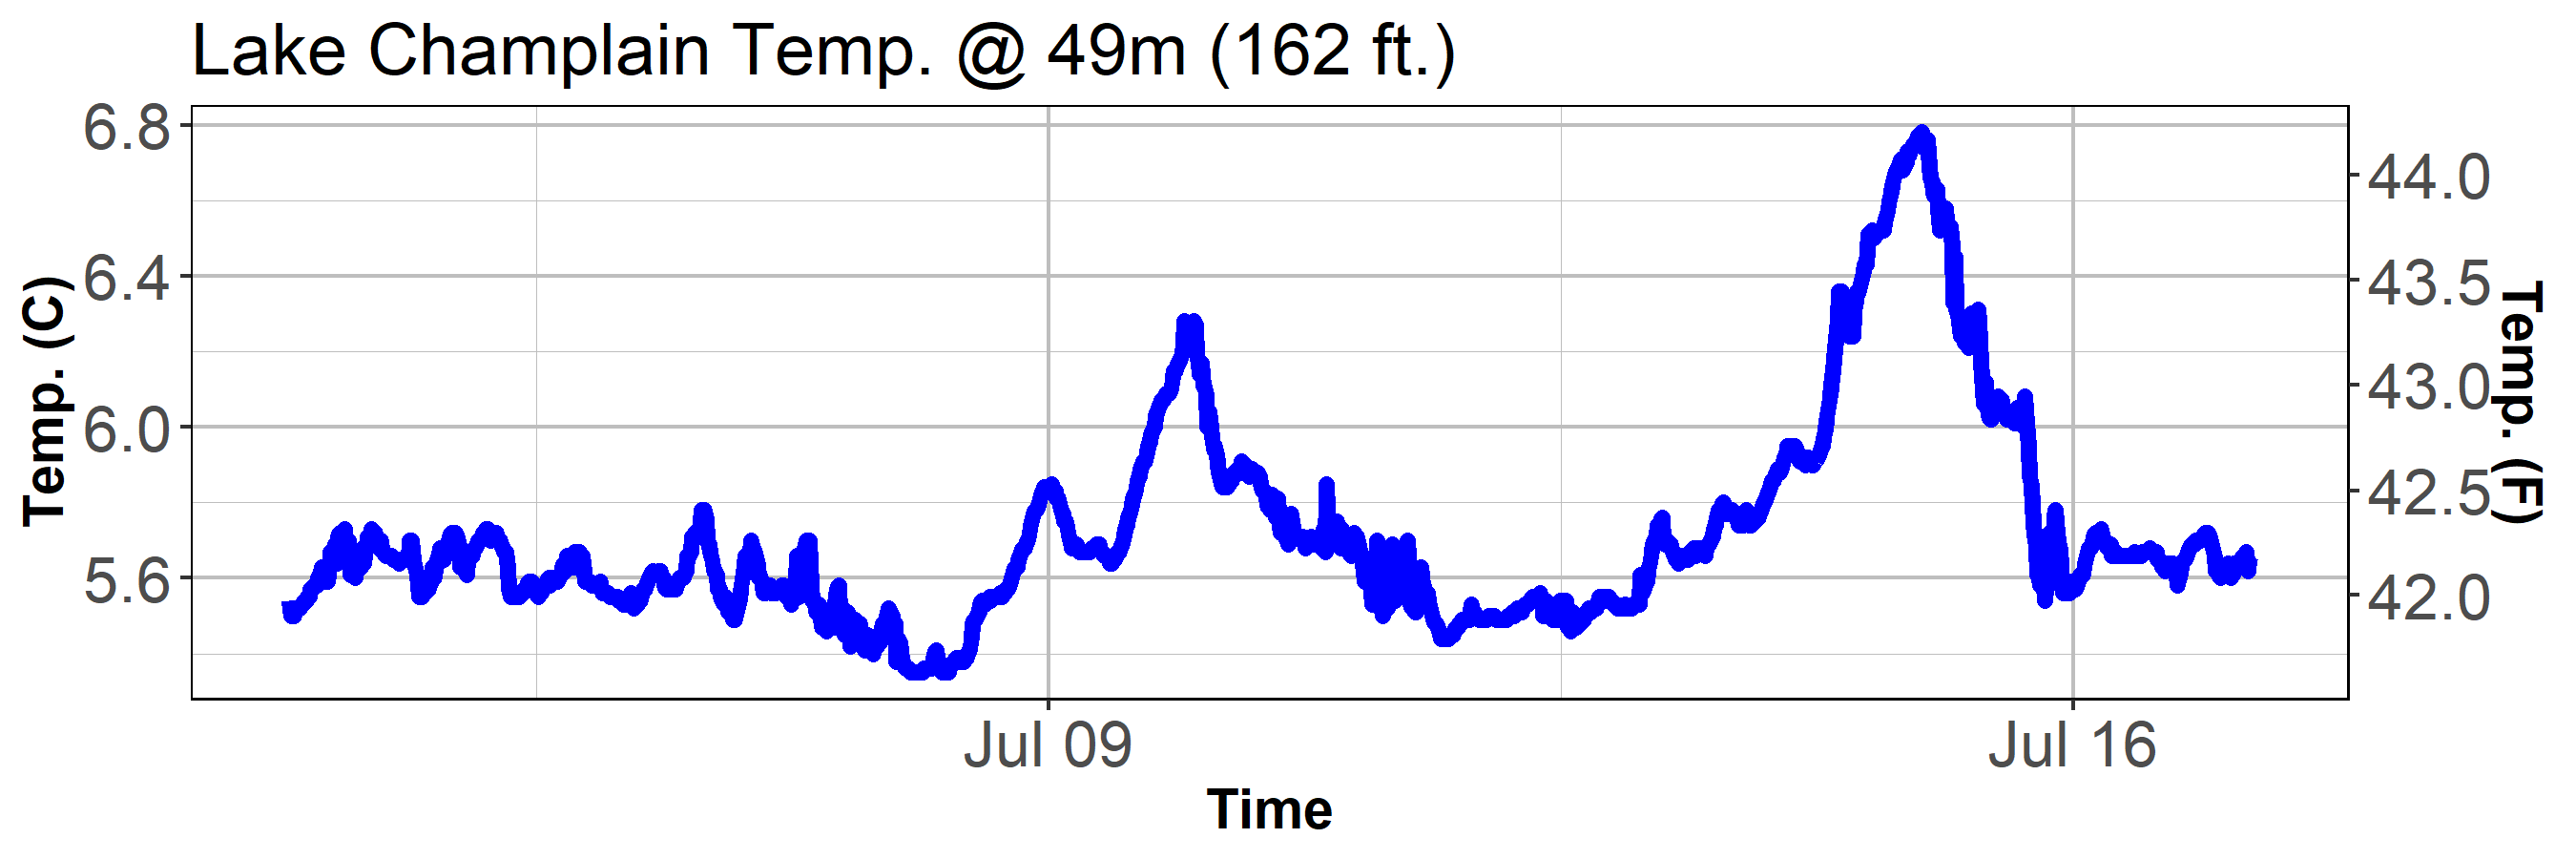 Lake Champlain Temp. @ 49m (162 ft.)
6.8
6.4
6.0
5.6
Temp. (C)
44.0
43.5
43.0
42.5
42.0
Temp. (F)
Jul 09
Jul 16
Time